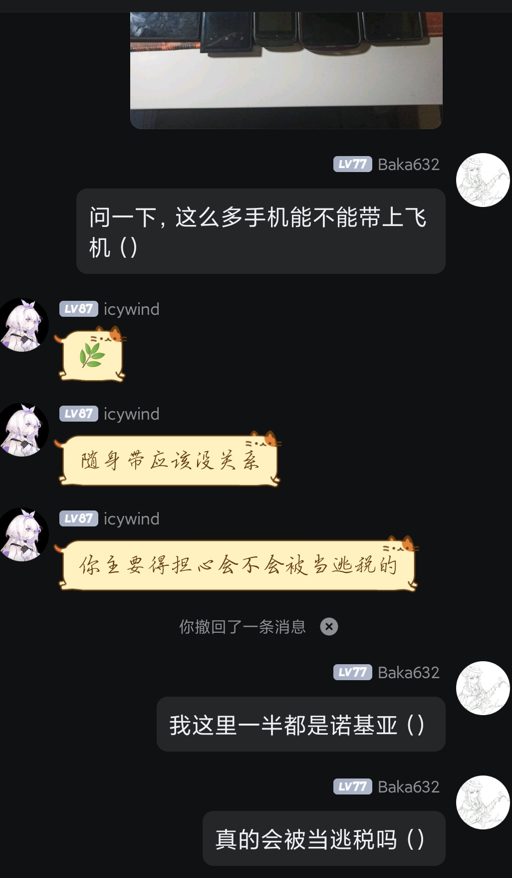 LV77 Baka632
问一下，这么多手机能不能带上飞
机（）
LV87 icywind
LV87 icywind
随身带应该没关系
LV87 icywind
你主要得担心会不会被当逃税的
你撤回了一条消息
LV77 Baka632
我这里一半都是诺基亚（）
LV77 Baka632
真的会被当逃税吗（）